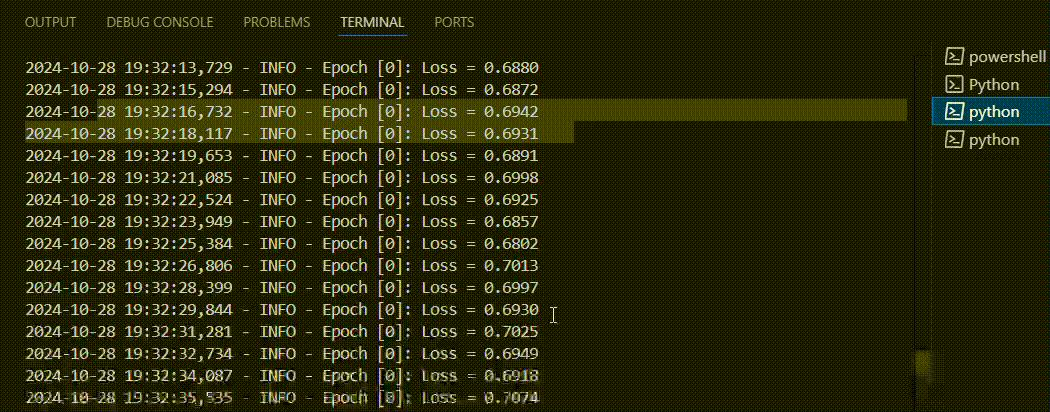 OUTPUT DEBUG CONSOLE PROBLEMS TERMINAL PORTS
2024-10-28 19:32:13,729 - INFO - Epoch [0]: Loss = 0.6880
2024-10-28 19:32:15,294 - INFO - Epoch [0]: Loss = 0.6872
2024-10-28 19:32:16,732 - INFO - Epoch [0]: Loss = 0.6942
2024-10-28 19:32:18,117 - INFO - Epoch [0]: Loss = 0.6931
2024-10-28 19:32:19,653 - INFO - Epoch [0]: Loss = 0.6891
2024-10-28 19:32:21,085 - INFO - Epoch [0]: Loss = 0.6998
2024-10-28 19:32:22,524 - INFO - Epoch [0]: Loss = 0.6925
2024-10-28 19:32:23,949 - INFO - Epoch [0]: Loss = 0.6857
2024-10-28 19:32:25,384 - INFO - Epoch [0]: Loss = 0.6802
2024-10-28 19:32:26,806 - INFO - Epoch [0]: Loss = 0.7013
2024-10-28 19:32:28,399 - INFO - Epoch [0]: Loss = 0.6997
2024-10-28 19:32:29,844 - INFO - Epoch [0]: Loss = 0.6930
2024-10-28 19:32:31,281 - INFO - Epoch [0]: Loss = 0.7025
2024-10-28 19:32:32,734 - INFO - Epoch [0]: Loss = 0.6949
2024-10-28 19:32:34,087 - INFO - Epoch [0]: Loss =
2024-10-28 19:32:35,535 - INFO - Epoch [0]: Loss = 0.7074
powershell
Python
python
python